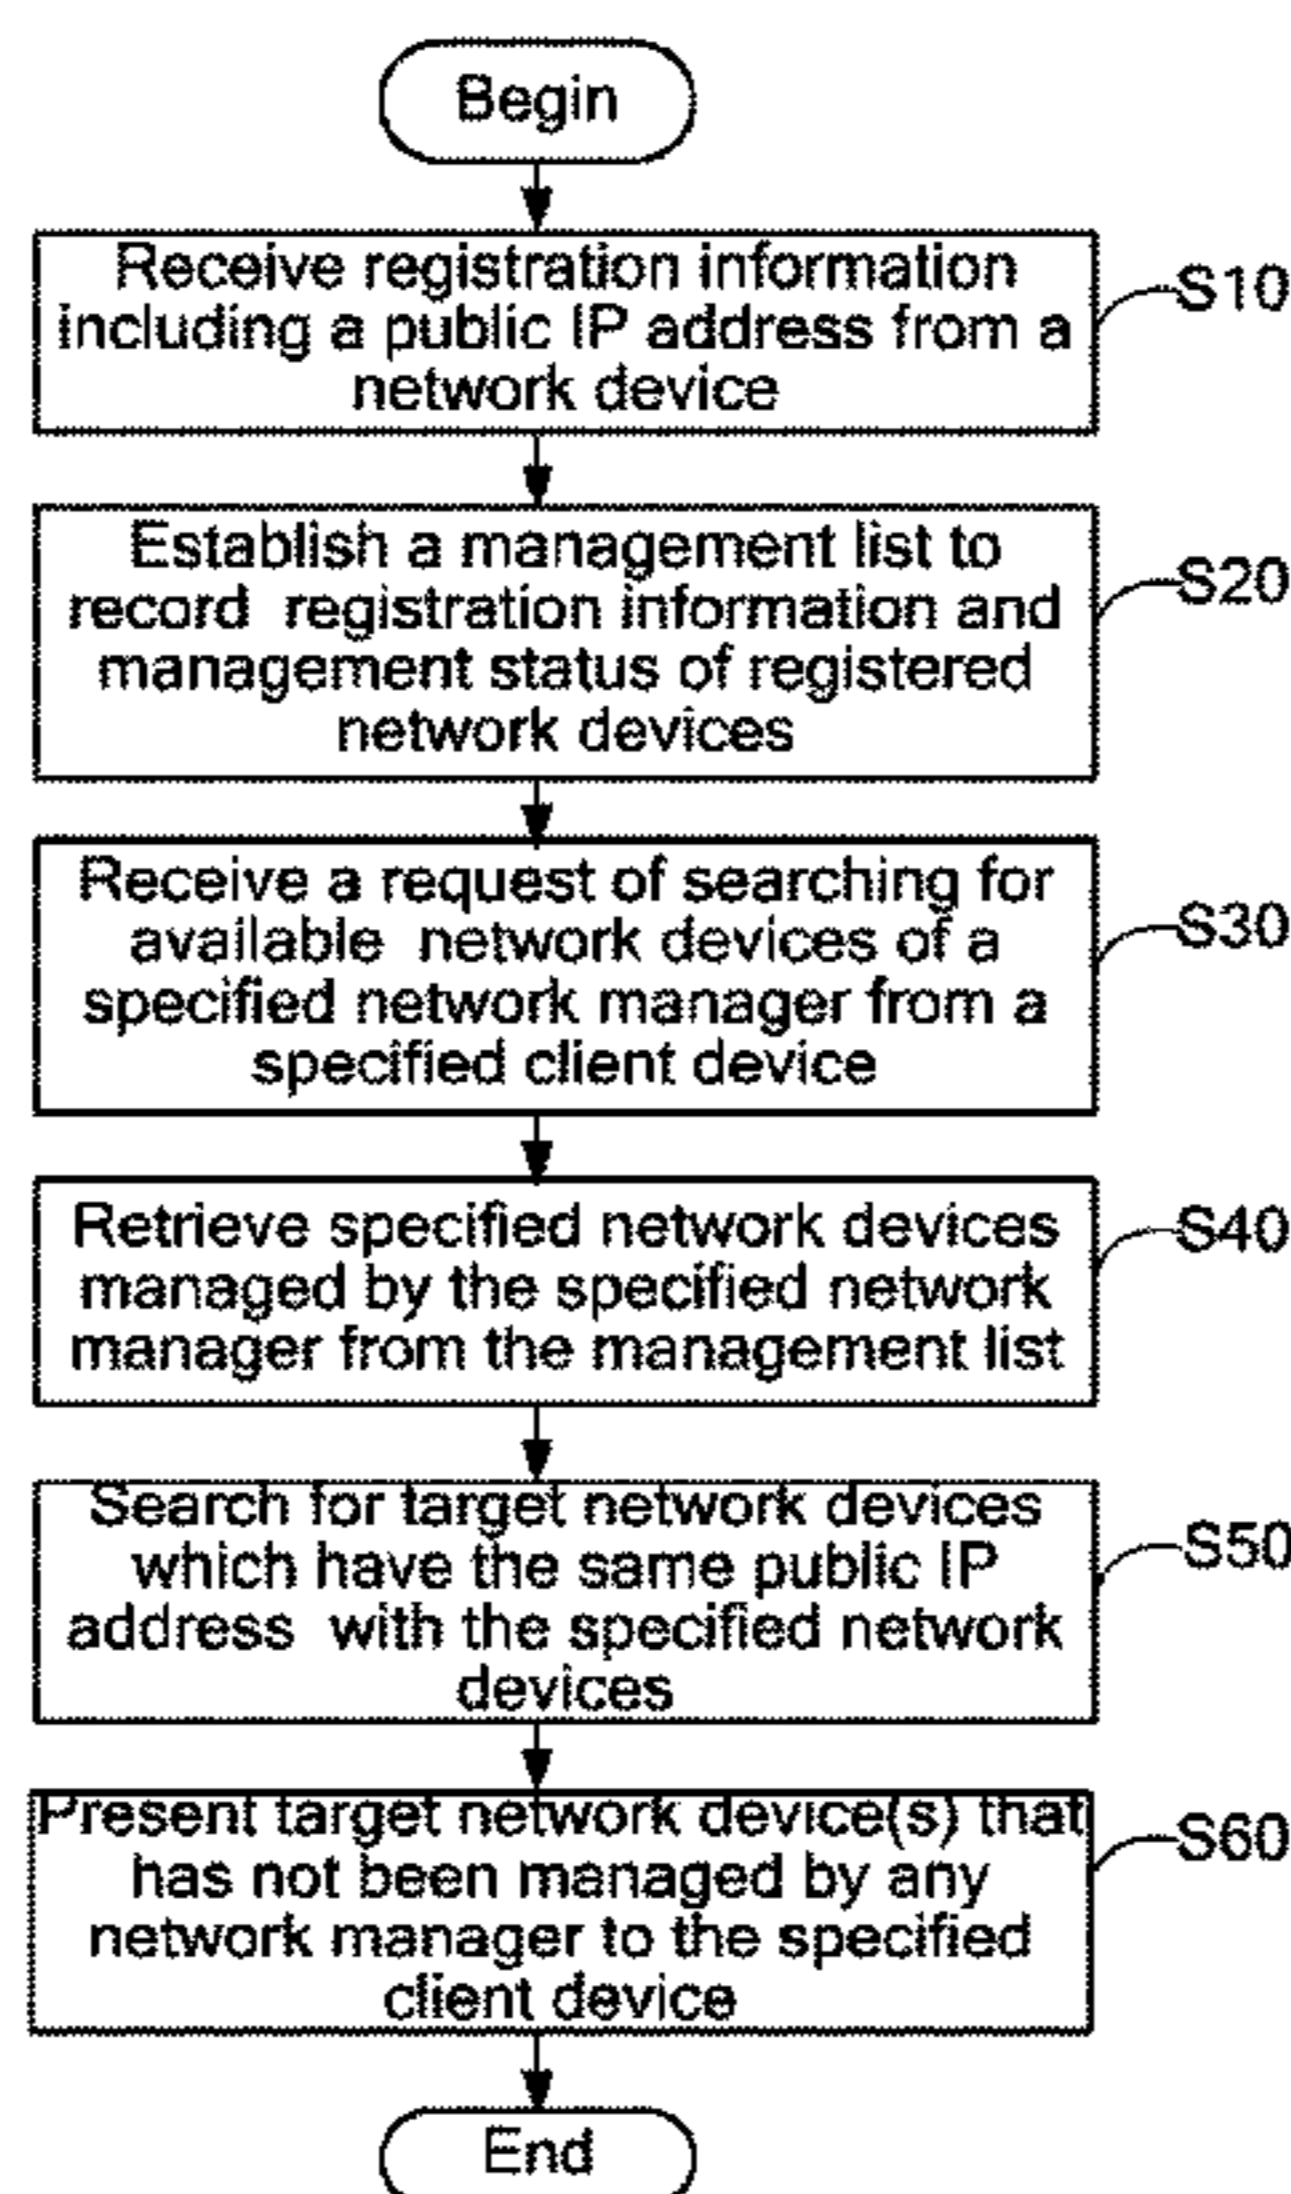 Begin
Receive registration information
including a public IP address from a
network device
S10
Establish a management list to
record registration information and
management status of registered
network devices
S20
Receive a request of searching for
available network devices of a
specified network manager from a
specified client device
S30
Retrieve specified network devices
managed by the specified network
manager from the management list
S40
Search for target network devices
which have the same public IP
address with the specified network
devices
S50
Present target network device(s) that
has not been managed by any
network manager to the specified
client device
S60
End